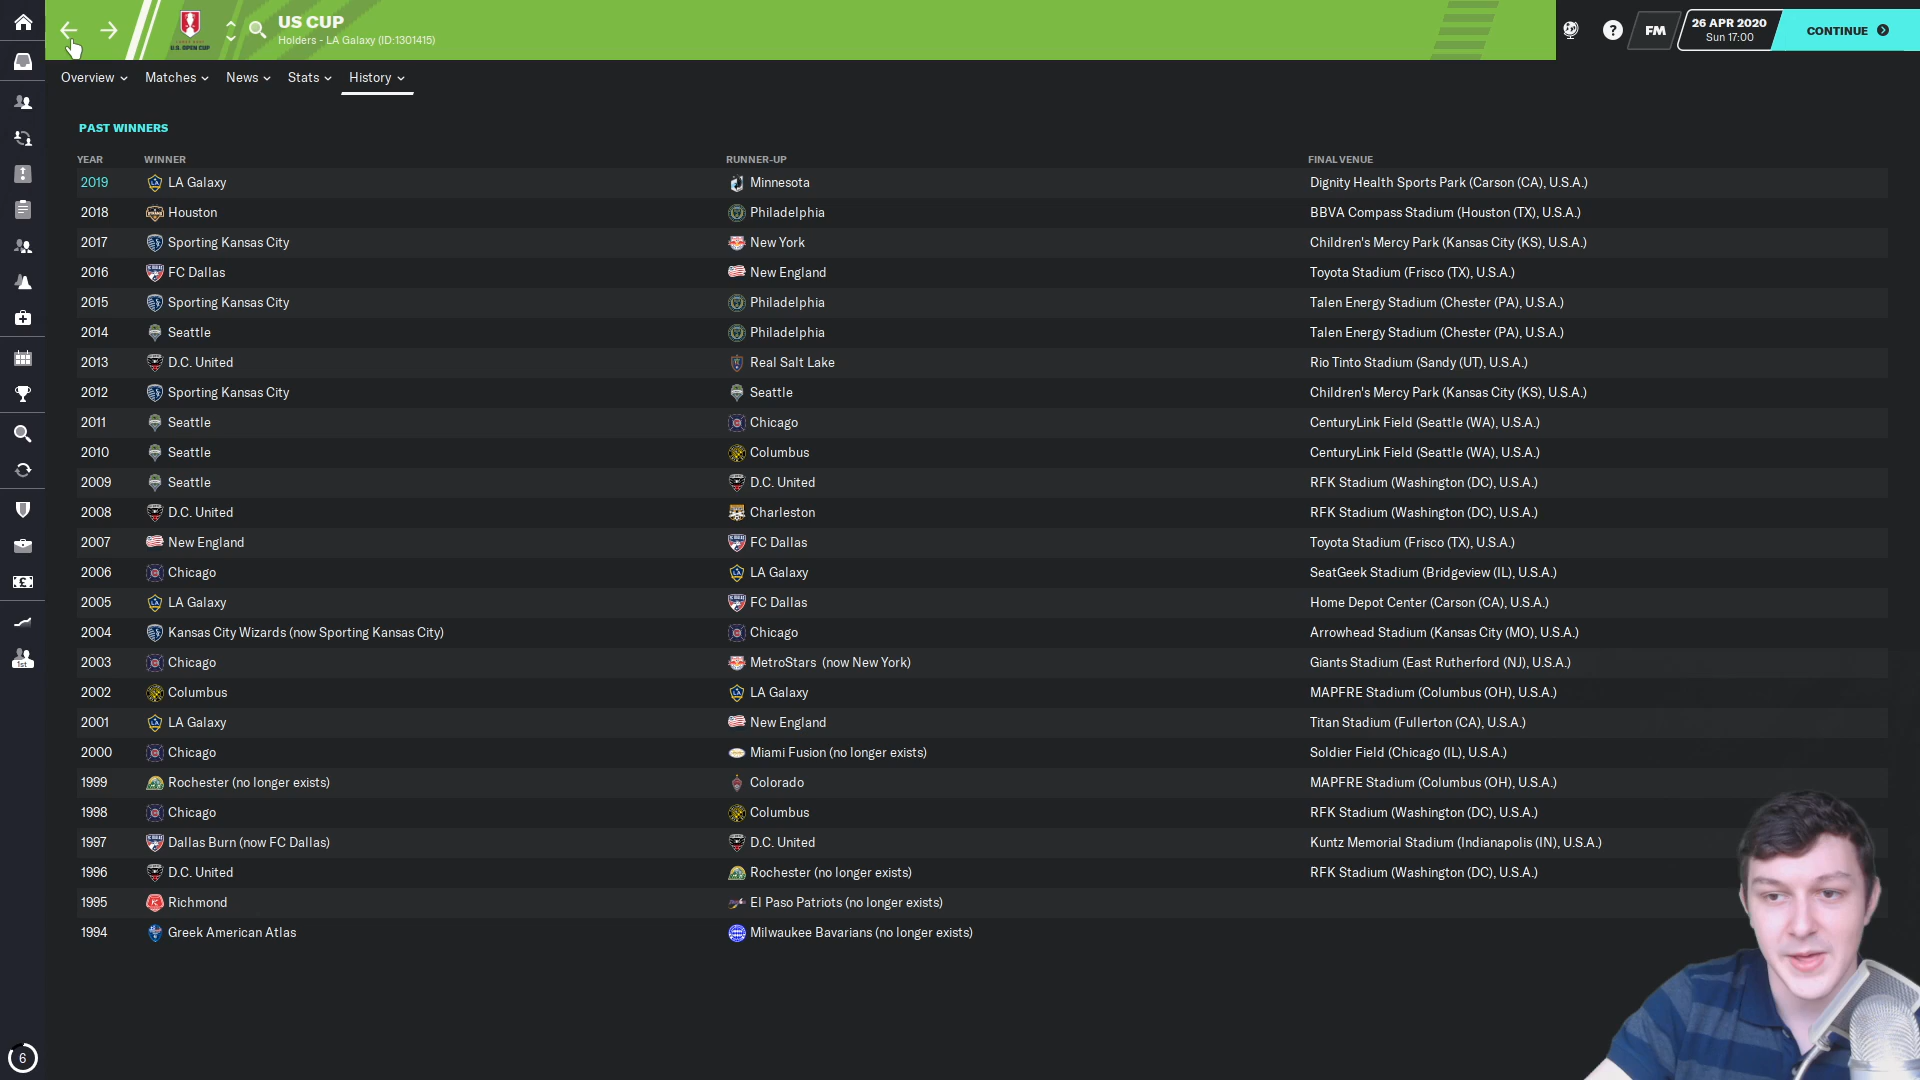 US CUP
Holders - LA Galaxy (ID:1301415)
U.S. OPEN CUP
FM
26 APR 2020
Sun 17:00
CONTINUE
Overview Matches News Stats History
PAST WINNERS
YEAR WINNER RUNNER-UP FINAL VENUE
2019 LA Galaxy Minnesota Dignity Health Sports Park (Carson (CA), U.S.A.)
2018 Houston Philadelphia BBVA Compass Stadium (Houston (TX), U.S.A.)
2017 Sporting Kansas City New York Children's Mercy Park (Kansas City (KS), U.S.A.)
2016 FC Dallas New England Toyota Stadium (Frisco (TX), U.S.A.)
2015 Sporting Kansas City Philadelphia Talen Energy Stadium (Chester (PA), U.S.A.)
2014 Seattle Philadelphia Talen Energy Stadium (Chester (PA), U.S.A.)
2013 D.C. United Real Salt Lake Rio Tinto Stadium (Sandy (UT), U.S.A.)
2012 Sporting Kansas City Seattle Children's Mercy Park (Kansas City (KS), U.S.A.)
2011 Seattle Chicago CenturyLink Field (Seattle (WA), U.S.A.)
2010 Seattle Columbus CenturyLink Field (Seattle (WA), U.S.A.)
2009 Seattle D.C. United RFK Stadium (Washington (DC), U.S.A.)
2008 D.C. United Charleston RFK Stadium (Washington (DC), U.S.A.)
2007 New England FC Dallas Toyota Stadium (Frisco (TX), U.S.A.)
2006 Chicago LA Galaxy SeatGeek Stadium (Bridgeview (IL), U.S.A.)
2005 LA Galaxy FC Dallas Home Depot Center (Carson (CA), U.S.A.)
2004 Kansas City Wizards (now Sporting Kansas City) Chicago Arrowhead Stadium (Kansas City (MO), U.S.A.)
2003 Chicago MetroStars (now New York) Giants Stadium (East Rutherford (NJ), U.S.A.)
2002 Columbus LA Galaxy MAPFRE Stadium (Columbus (OH), U.S.A.)
2001 LA Galaxy New England Titan Stadium (Fullerton (CA), U.S.A.)
2000 Chicago Miami Fusion (no longer exists) Soldier Field (Chicago (IL), U.S.A.)
1999 Rochester (no longer exists) Colorado MAPFRE Stadium (Columbus (OH), U.S.A.)
1998 Chicago Columbus RFK Stadium (Washington (DC), U.S.A.)
1997 Dallas Burn (now FC Dallas) D.C. United Kuntz Memorial Stadium (Indianapolis (IN), U.S.A.)
1996 D.C. United Rochester (no longer exists) RFK Stadium (Washington (DC), U.S.A.)
1995 Richmond El Paso Patriots (no longer exists)
1994 Greek American Atlas Milwaukee Bavarians (no longer exists)
1st
6